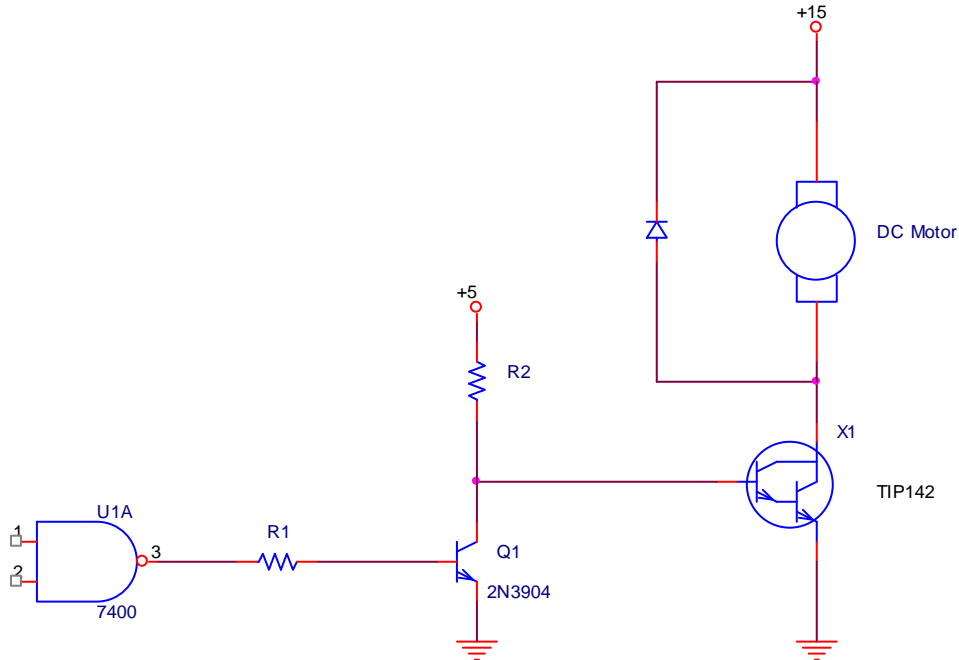 +15
DC Motor
+5
R2
X1
TIP142
U1A
1
2
3
7400
R1
Q1
2N3904